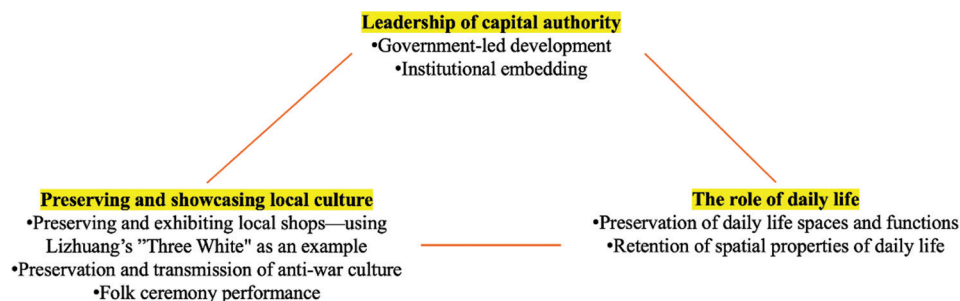 Leadership of capital authority
•Government-led development
•Institutional embedding
Preserving and showcasing local culture
•Preserving and exhibiting local shops—using
Lizhuang's ”Three White" as an example
•Preservation and transmission of anti-war culture
•Folk ceremony performance
The role of daily life
•Preservation of daily life spaces and functions
•Retention of spatial properties of daily life